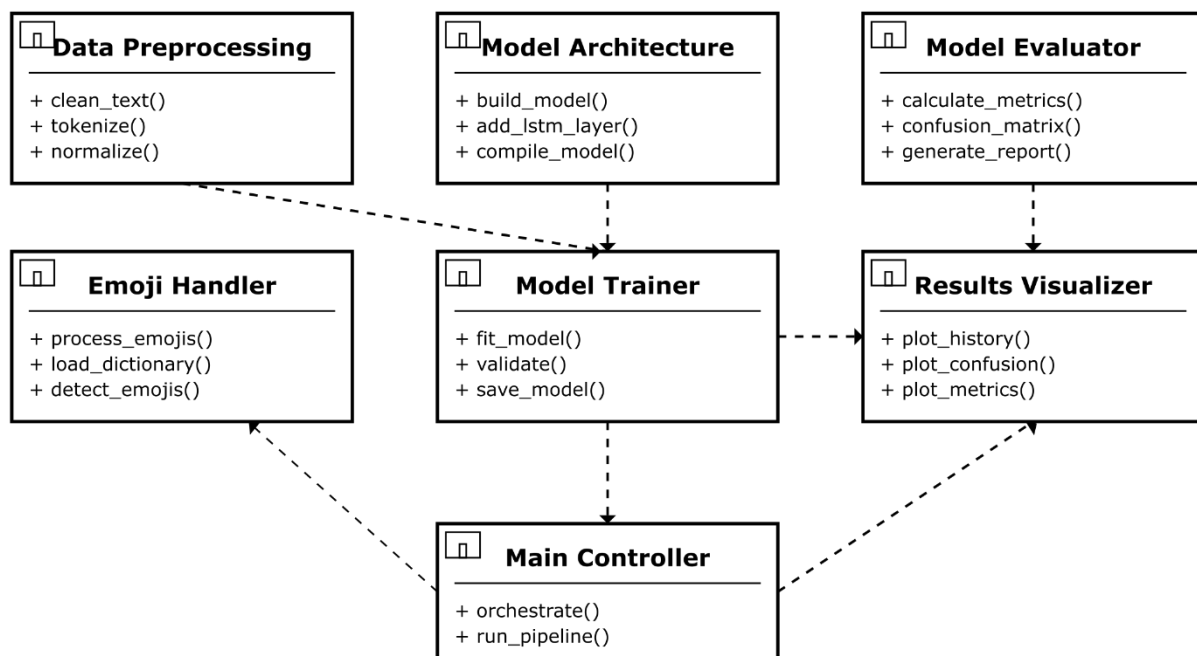 Data Preprocessing
+ clean_text()
+ tokenize()
+ normalize()
Model Architecture
+ build_model()
+ add_lstm_layer()
+ compile_model()
Model Evaluator
+ calculate_metrics()
+ confusion_matrix()
+ generate_report()
Emoji Handler
+ process_emojis()
+ load_dictionary()
+ detect_emojis()
Model Trainer
+ fit_model()
+ validate()
+ save_model()
Results Visualizer
+ plot_history()
+ plot_confusion()
+ plot_metrics()
Main Controller
+ orchestrate()
+ run_pipeline()